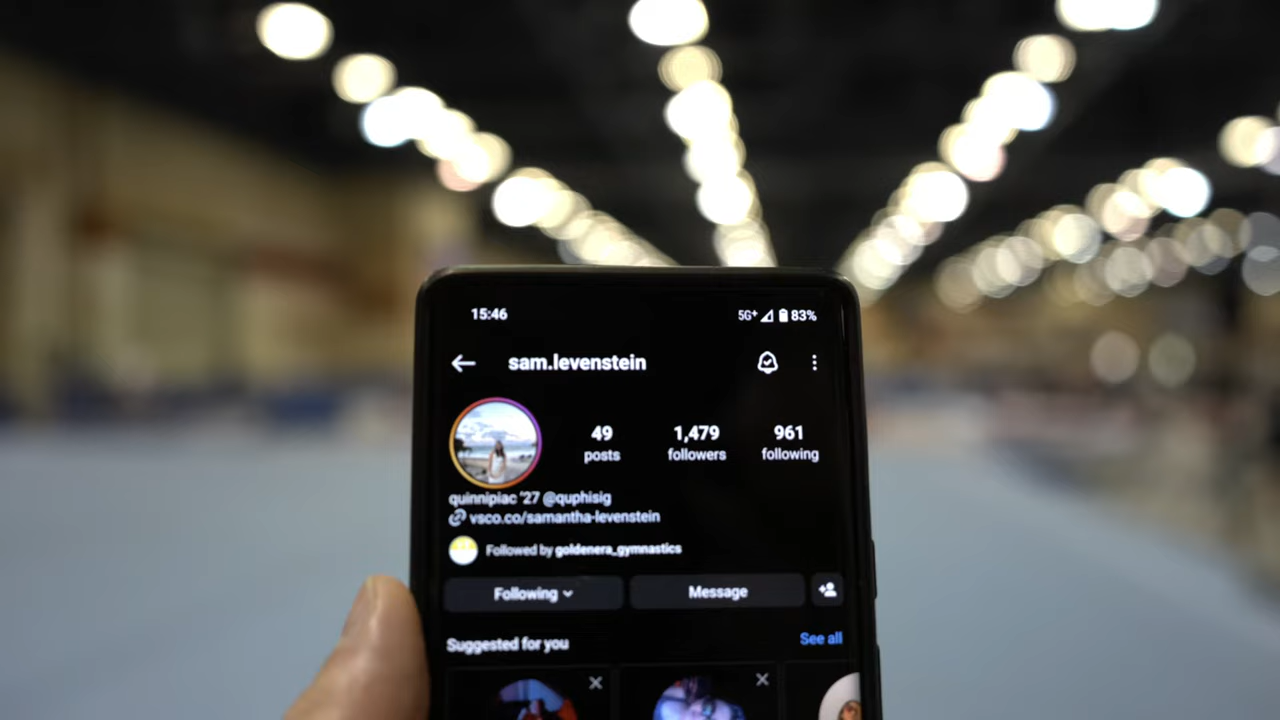 15:46 5G+ 83%
sam.levenstein
49 1,479 961
posts followers following
quinnipiac '27 @quphisig
vsco.co/samantha-levenstein
Followed by goldenera_gymnastics
Following Message
Suggested for you See all